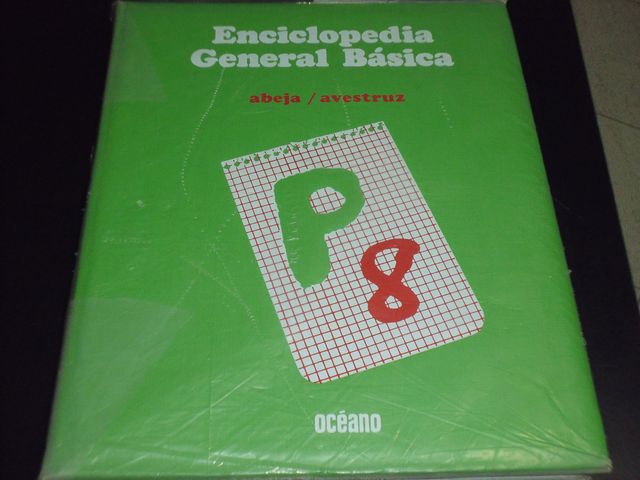 Enciclopedia
General Básica
abeja / avestruz
P
8
océano